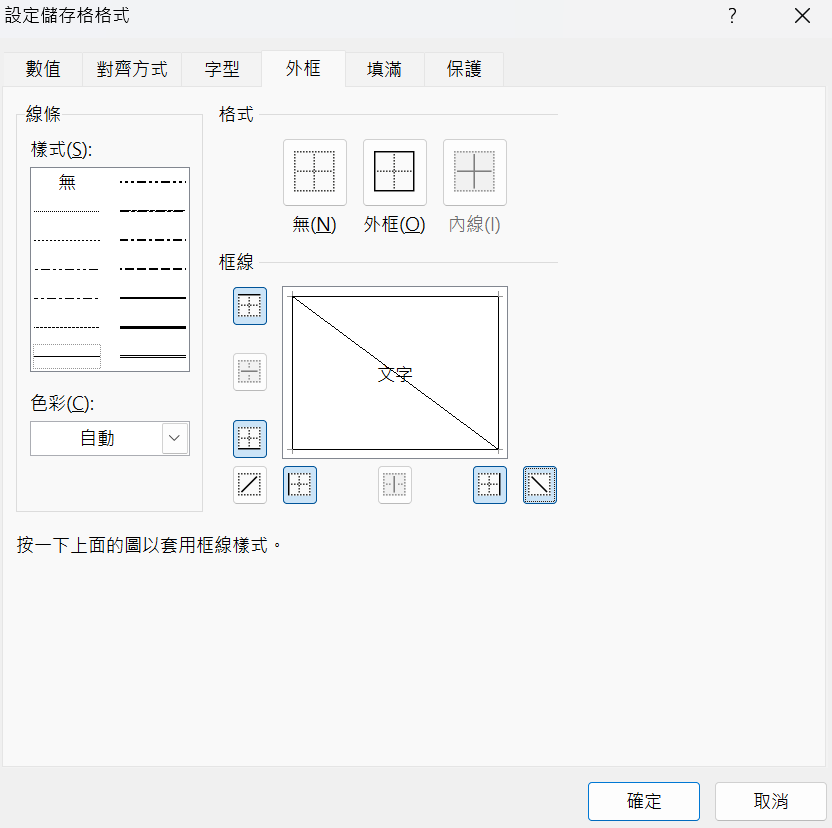 設定儲存格格式
數值 對齊方式 字型 外框 填滿 保護
線條
樣式(S):
無
色彩(C):
自動
格式
無(N) 外框(O) 內線(I)
框線
文字
按一下上面的圖以套用框線樣式。
確定 取消